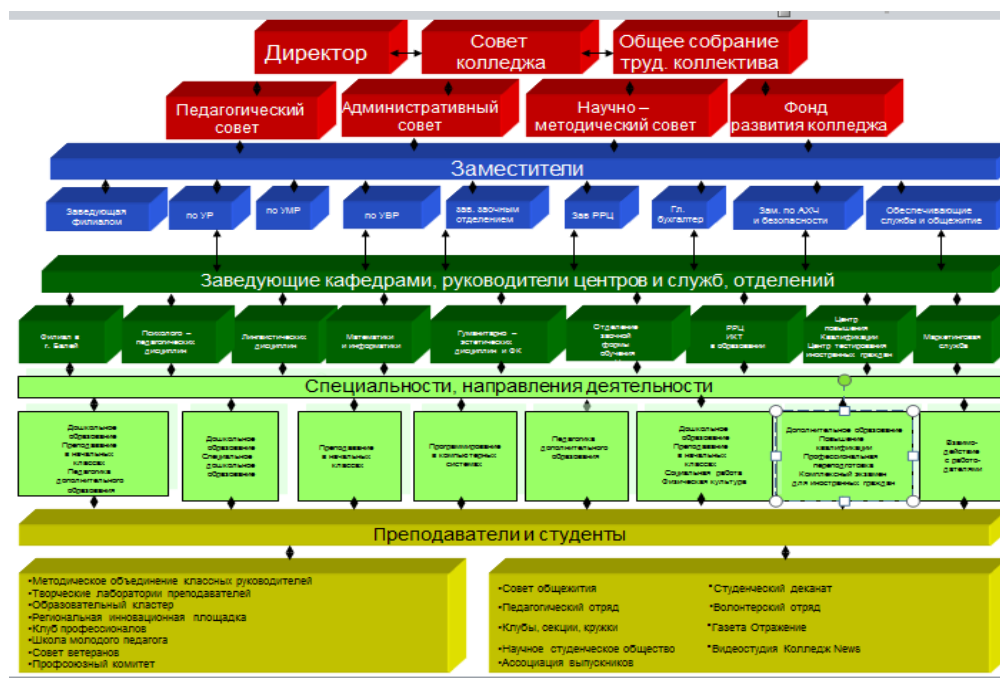 Директор
Совет
колледжа
Общее собрание
труд. коллектива
Педагогический
совет
Административный
совет
Научно –
методический совет
Фонд
развития колледжа
Заместители
Заведующая
филиалом
по УР
по УМР
по УВР
зав. заочным
отделением
Зав РРЦ
Гл.
бухгалтер
Зам. по АХЧ
и безопасности
Обеспечивающие
службы и общежитие
Заведующие кафедрами, руководители центров и служб, отделений
Филиал в
г. Балей
Психолого –
педагогических
дисциплин
Лингвистических
дисциплин
Математики
и информатики
Гуманитарно –
эстетических
дисциплин и ФК
Отделение
заочной
формы
обучения
РРЦ
ИКТ
в образовании
Центр
повышения
Квалификации
Центр тестирования
иностранных граждан
Маркетинговая
служба
Специальности, направления деятельности
Дошкольное
образование
Преподавание
в начальных
классах
Педагогика
дополнительного
образования
Дошкольное
образование
Специальное
дошкольное
образование
Преподавание
в начальных
классах
Программирование
в компьютерных
системах
Педагогика
дополнительного
образования
Дошкольное
образование
Преподавание
в начальных
классах
Социальная работа
Физическая культура
Дополнительное образование
Повышение
квалификации
Профессиональная
переподготовка
Комплексный экзамен
для иностранных граждан
Взаимо-
действие
с работо-
дателями
Преподаватели и студенты
•Методическое объединение классных руководителей
•Творческие лаборатории преподавателей
•Образовательный кластер
•Региональная инновационная площадка
•Клуб профессионалов
•Школа молодого педагога
•Совет ветеранов
•Профсоюзный комитет
•Совет общежития
•Педагогический отряд
•Клубы, секции, кружки
•Научное студенческое общество
•Ассоциация выпускников
•Студенческий деканат
•Волонтерский отряд
•Газета Отражение
•Видеостудия Колледж News